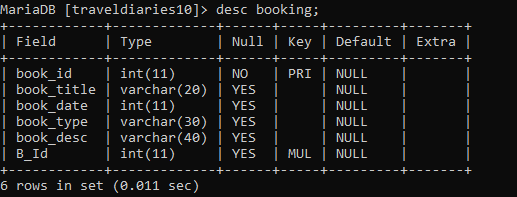 MariaDB [traveldiaries10]> desc booking;
+------------+-------------+------+-----+---------+-------+
| Field      | Type        | Null | Key | Default | Extra |
+------------+-------------+------+-----+---------+-------+
| book_id    | int(11)     | NO   | PRI | NULL    |       |
| book_title | varchar(20) | YES  |     | NULL    |       |
| book_date  | int(11)     | YES  |     | NULL    |       |
| book_type  | varchar(30) | YES  |     | NULL    |       |
| book_desc  | varchar(40) | YES  |     | NULL    |       |
| B_Id       | int(11)     | YES  | MUL | NULL    |       |
+------------+-------------+------+-----+---------+-------+
6 rows in set (0.011 sec)